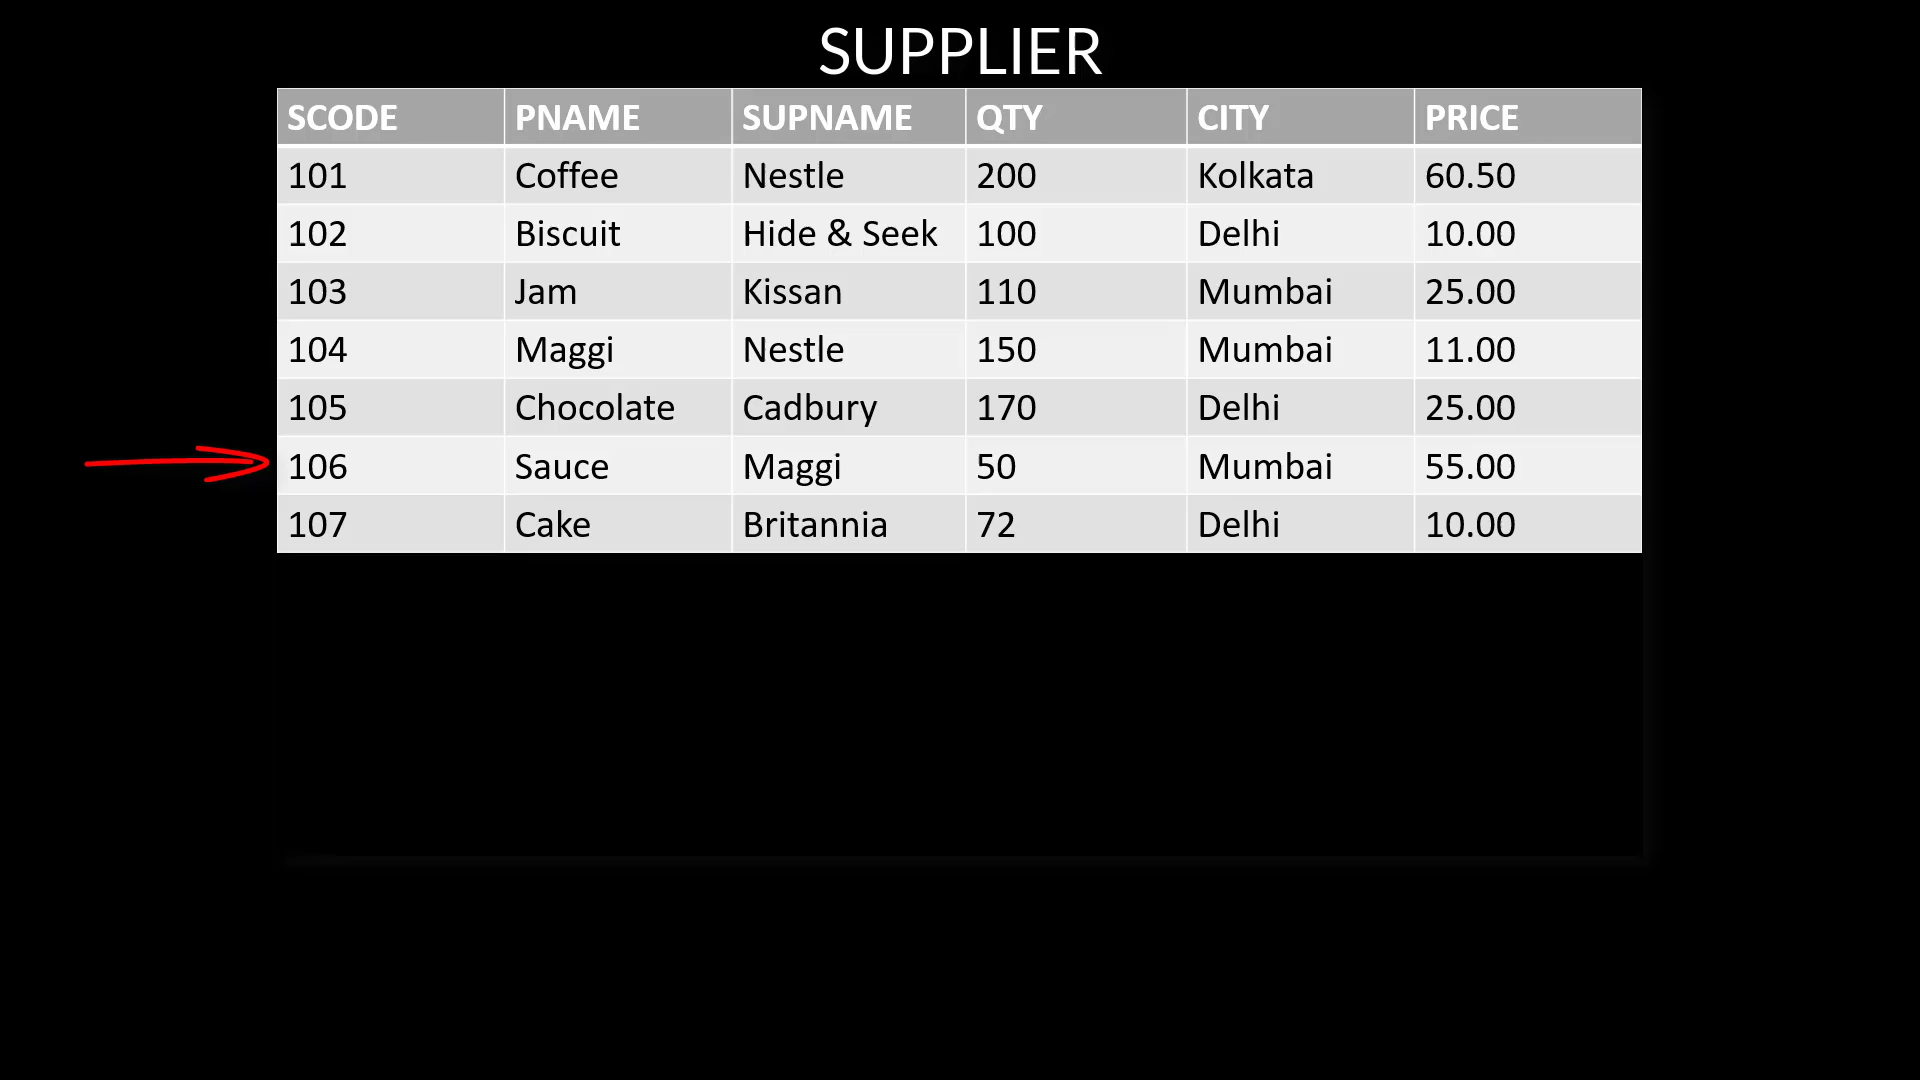 SUPPLIER
SCODE PNAME SUPNAME QTY CITY PRICE
101 Coffee Nestle 200 Kolkata 60.50
102 Biscuit Hide & Seek 100 Delhi 10.00
103 Jam Kissan 110 Mumbai 25.00
104 Maggi Nestle 150 Mumbai 11.00
105 Chocolate Cadbury 170 Delhi 25.00
106 Sauce Maggi 50 Mumbai 55.00
107 Cake Britannia 72 Delhi 10.00